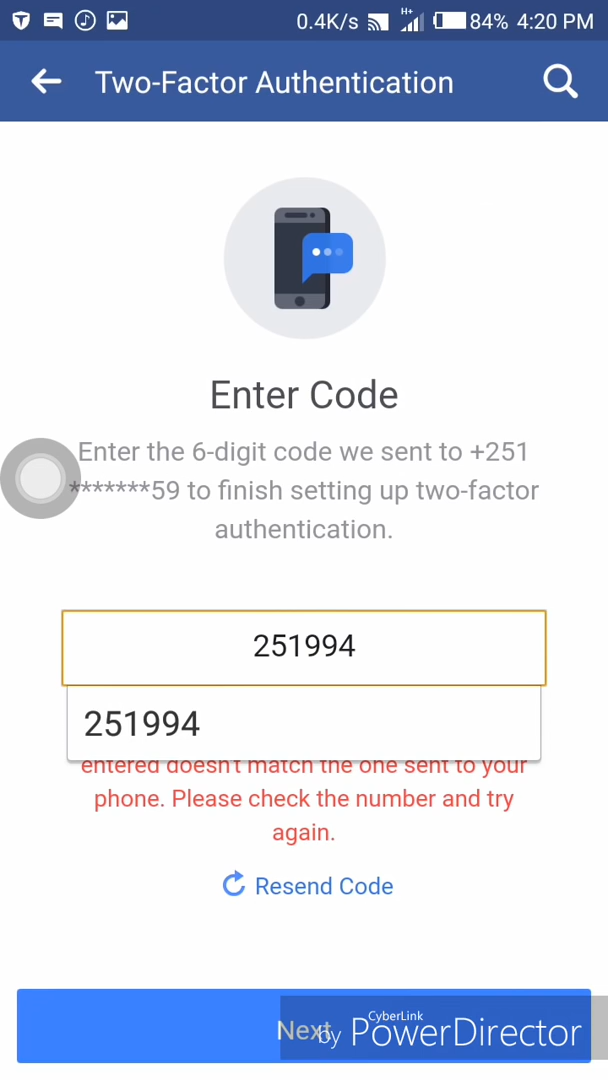 0.4K/s H+ 84% 4:20 PM
Two-Factor Authentication
Enter Code
Enter the 6-digit code we sent to +251
*******59 to finish setting up two-factor
authentication.
251994
251994
entered doesn't match the one sent to your
phone. Please check the number and try
again.
Resend Code
Next
by CyberLink PowerDirector